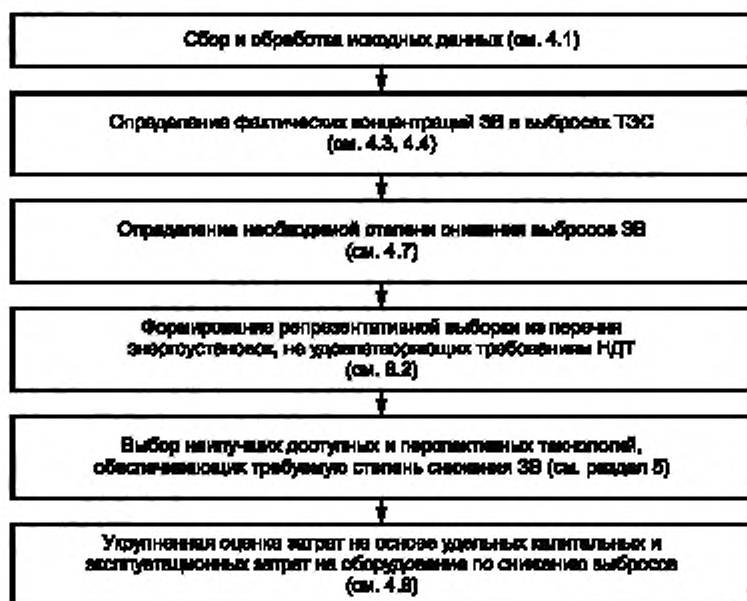 Сбор и обработка исходных данных (см. 4.1)
Определение фактических концентраций ЗВ в выбросах ТЭС
(см. 4.3, 4.4)
Определение необходимой степени снижения выбросов ЗВ
(см. 4.7)
Формирование репрезентативной выборки из перечня
энергоустановок, не удовлетворяющих требованиям НДТ
(см. 6.2)
Выбор наилучших доступных и перспективных технологий,
обеспечивающих требуемую степень снижения ЗВ (см. раздел 5)
Укрупненная оценка затрат на основе удельных капитальных и
эксплуатационных затрат на оборудование по снижению выбросов
(см. 4.8)